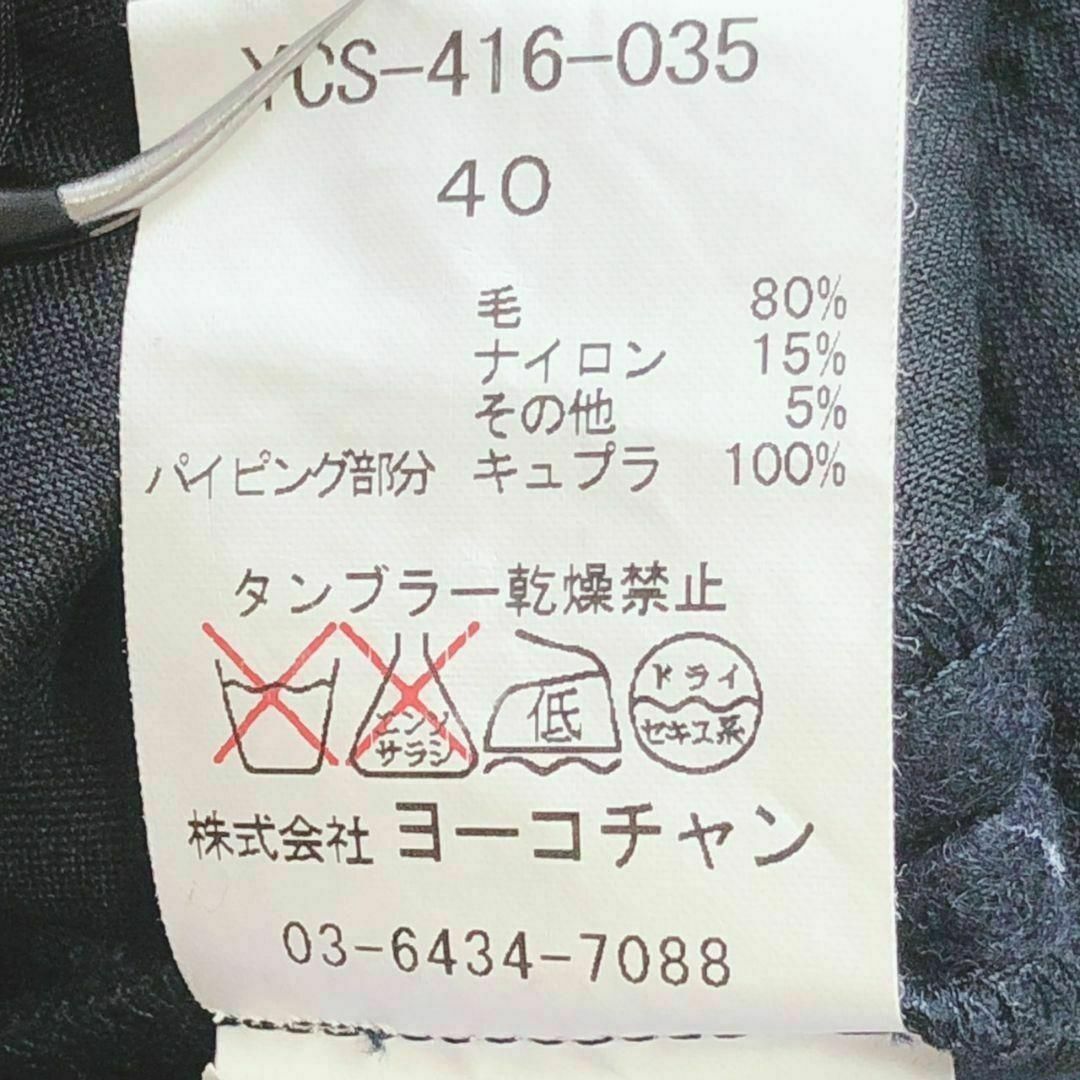 YCS-416-035
40
毛 80%
ナイロン 15%
その他 5%
パイピング部分 キュプラ 100%
タンブラー乾燥禁止
エンソ
サラシ
低
ドライ
セキユ系
株式会社 ヨーコチャン
03-6434-7088